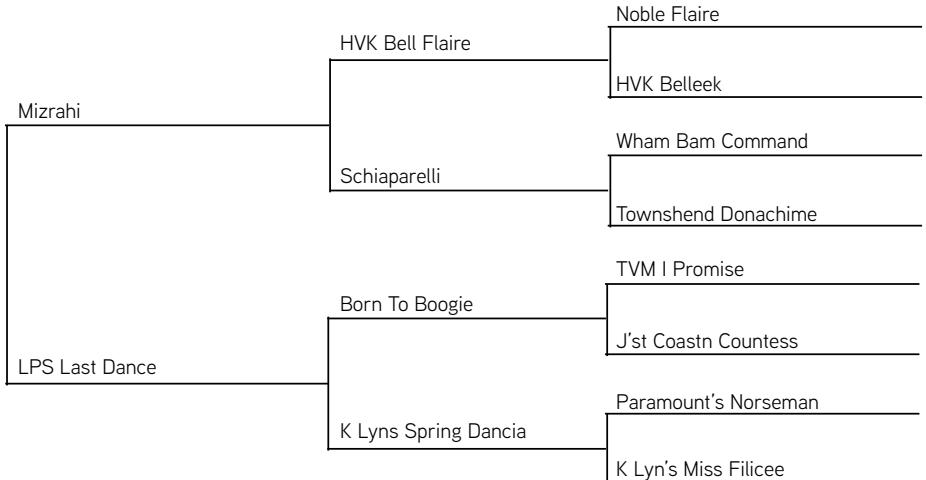 Noble Flaire
HVK Bell Flaire
HVK Belleek
Mizrahi
Wham Bam Command
Schiaparelli
Townshend Donachime
TVM I Promise
Born To Boogie
J'st Coastn Countess
LPS Last Dance
Paramount's Norseman
K Lyns Spring Dancia
K Lyn's Miss Filicee